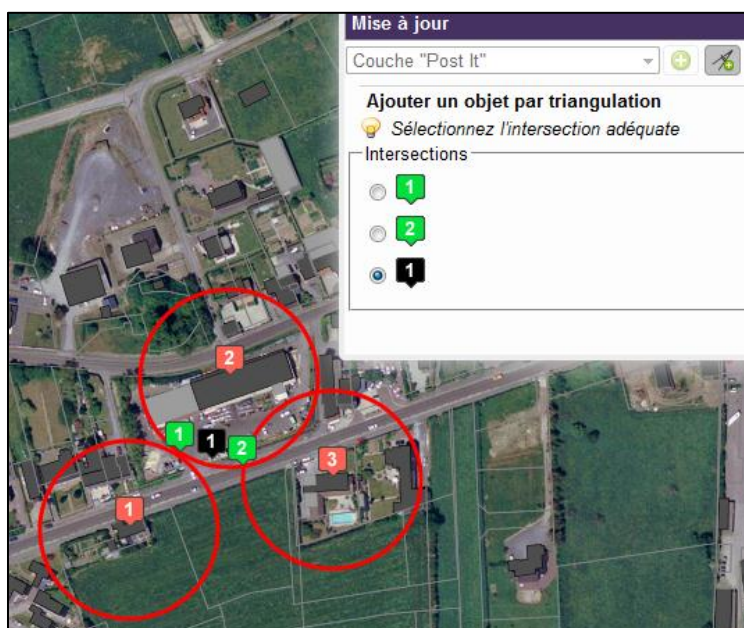 Mise à jour
Couche "Post It"
Ajouter un objet par triangulation
Sélectionnez l'intersection adéquate
Intersections
1
2
1
2
1
1
2
3
1